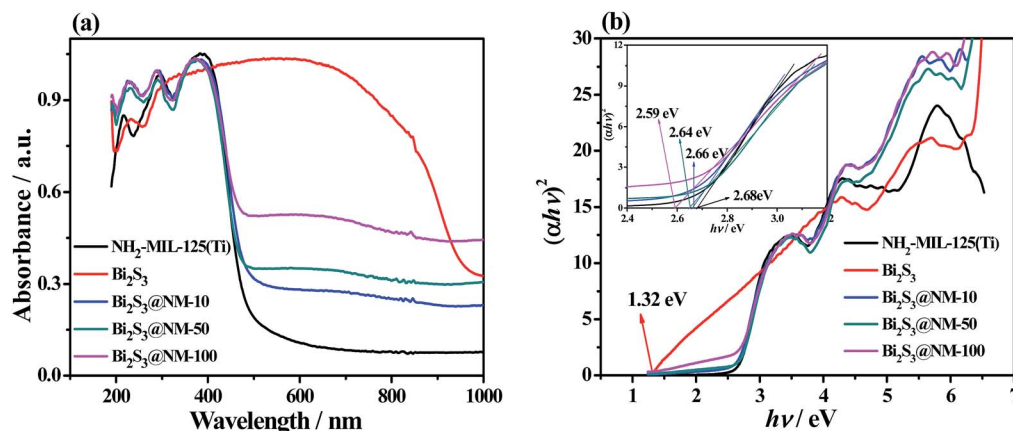 (a)
Absorbance / a.u.
0.9
0.6
0.3
0.0
NH₂-MIL-125(Ti)
Bi₂S₃
Bi₂S₃@NM-10
Bi₂S₃@NM-50
Bi₂S₃@NM-100
200 400 600 800 1000
Wavelength / nm
(b)
(αhν)²
30
25
20
15
10
5
0
12
9
6
3
0
(αhν)²
2.59 eV
2.64 eV
2.66 eV
2.68eV
2.4 2.6 2.8 3.0 3.2
hν / eV
1.32 eV
NH₂-MIL-125(Ti)
Bi₂S₃
Bi₂S₃@NM-10
Bi₂S₃@NM-50
Bi₂S₃@NM-100
0 1 2 3 4 5 6 7
hν / eV